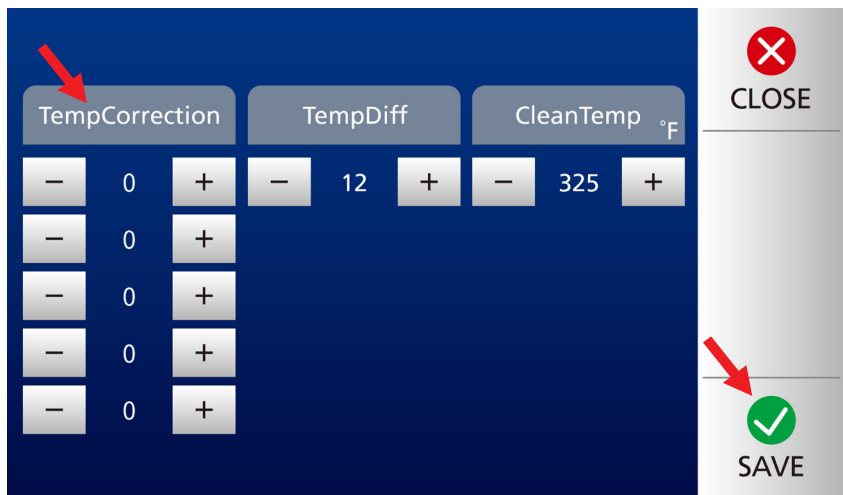 TempCorrection TempDiff CleanTemp °F
CLOSE
− 0 + − 12 + − 325 +
− 0 +
− 0 +
− 0 +
− 0 +
SAVE